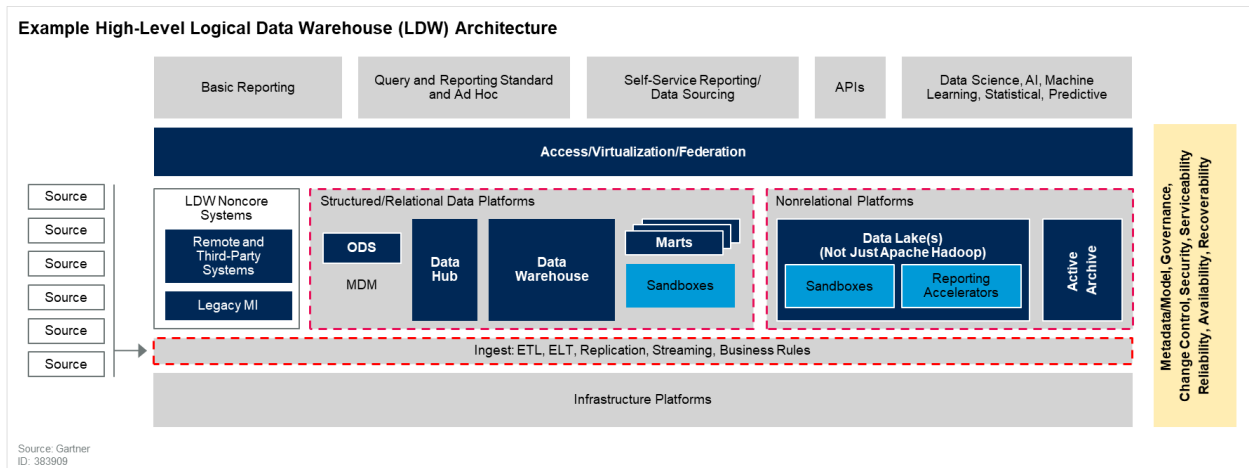 Example High-Level Logical Data Warehouse (LDW) Architecture
Basic Reporting
Query and Reporting Standard
and Ad Hoc
Self-Service Reporting/
Data Sourcing
APIs
Data Science, AI, Machine
Learning, Statistical, Predictive
Access/Virtualization/Federation
Source
Source
Source
Source
Source
Source
LDW Noncore
Systems
Remote and
Third-Party
Systems
Legacy MI
Structured/Relational Data Platforms
ODS
MDM
Data
Hub
Data
Warehouse
Marts
Sandboxes
Nonrelational Platforms
Data Lake(s)
(Not Just Apache Hadoop)
Sandboxes
Reporting
Accelerators
Active
Archive
Ingest: ETL, ELT, Replication, Streaming, Business Rules
Infrastructure Platforms
Metadata/Model, Governance,
Change Control, Security, Serviceability
Reliability, Availability, Recoverability
Source: Gartner
ID: 383909